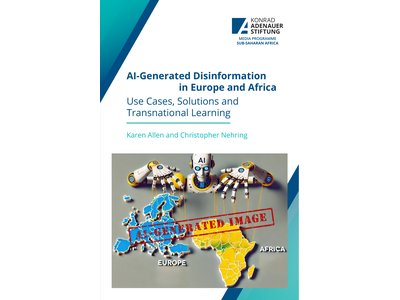 KONRAD
ADENAUER
STIFTUNG
MEDIA PROGRAMME
SUB-SAHARAN AFRICA
AI-Generated Disinformation
in Europe and Africa
Use Cases, Solutions and
Transnational Learning
Karen Allen and Christopher Nehring
AI
AI-GENERATED IMAGE
AFRICA
EUROPE